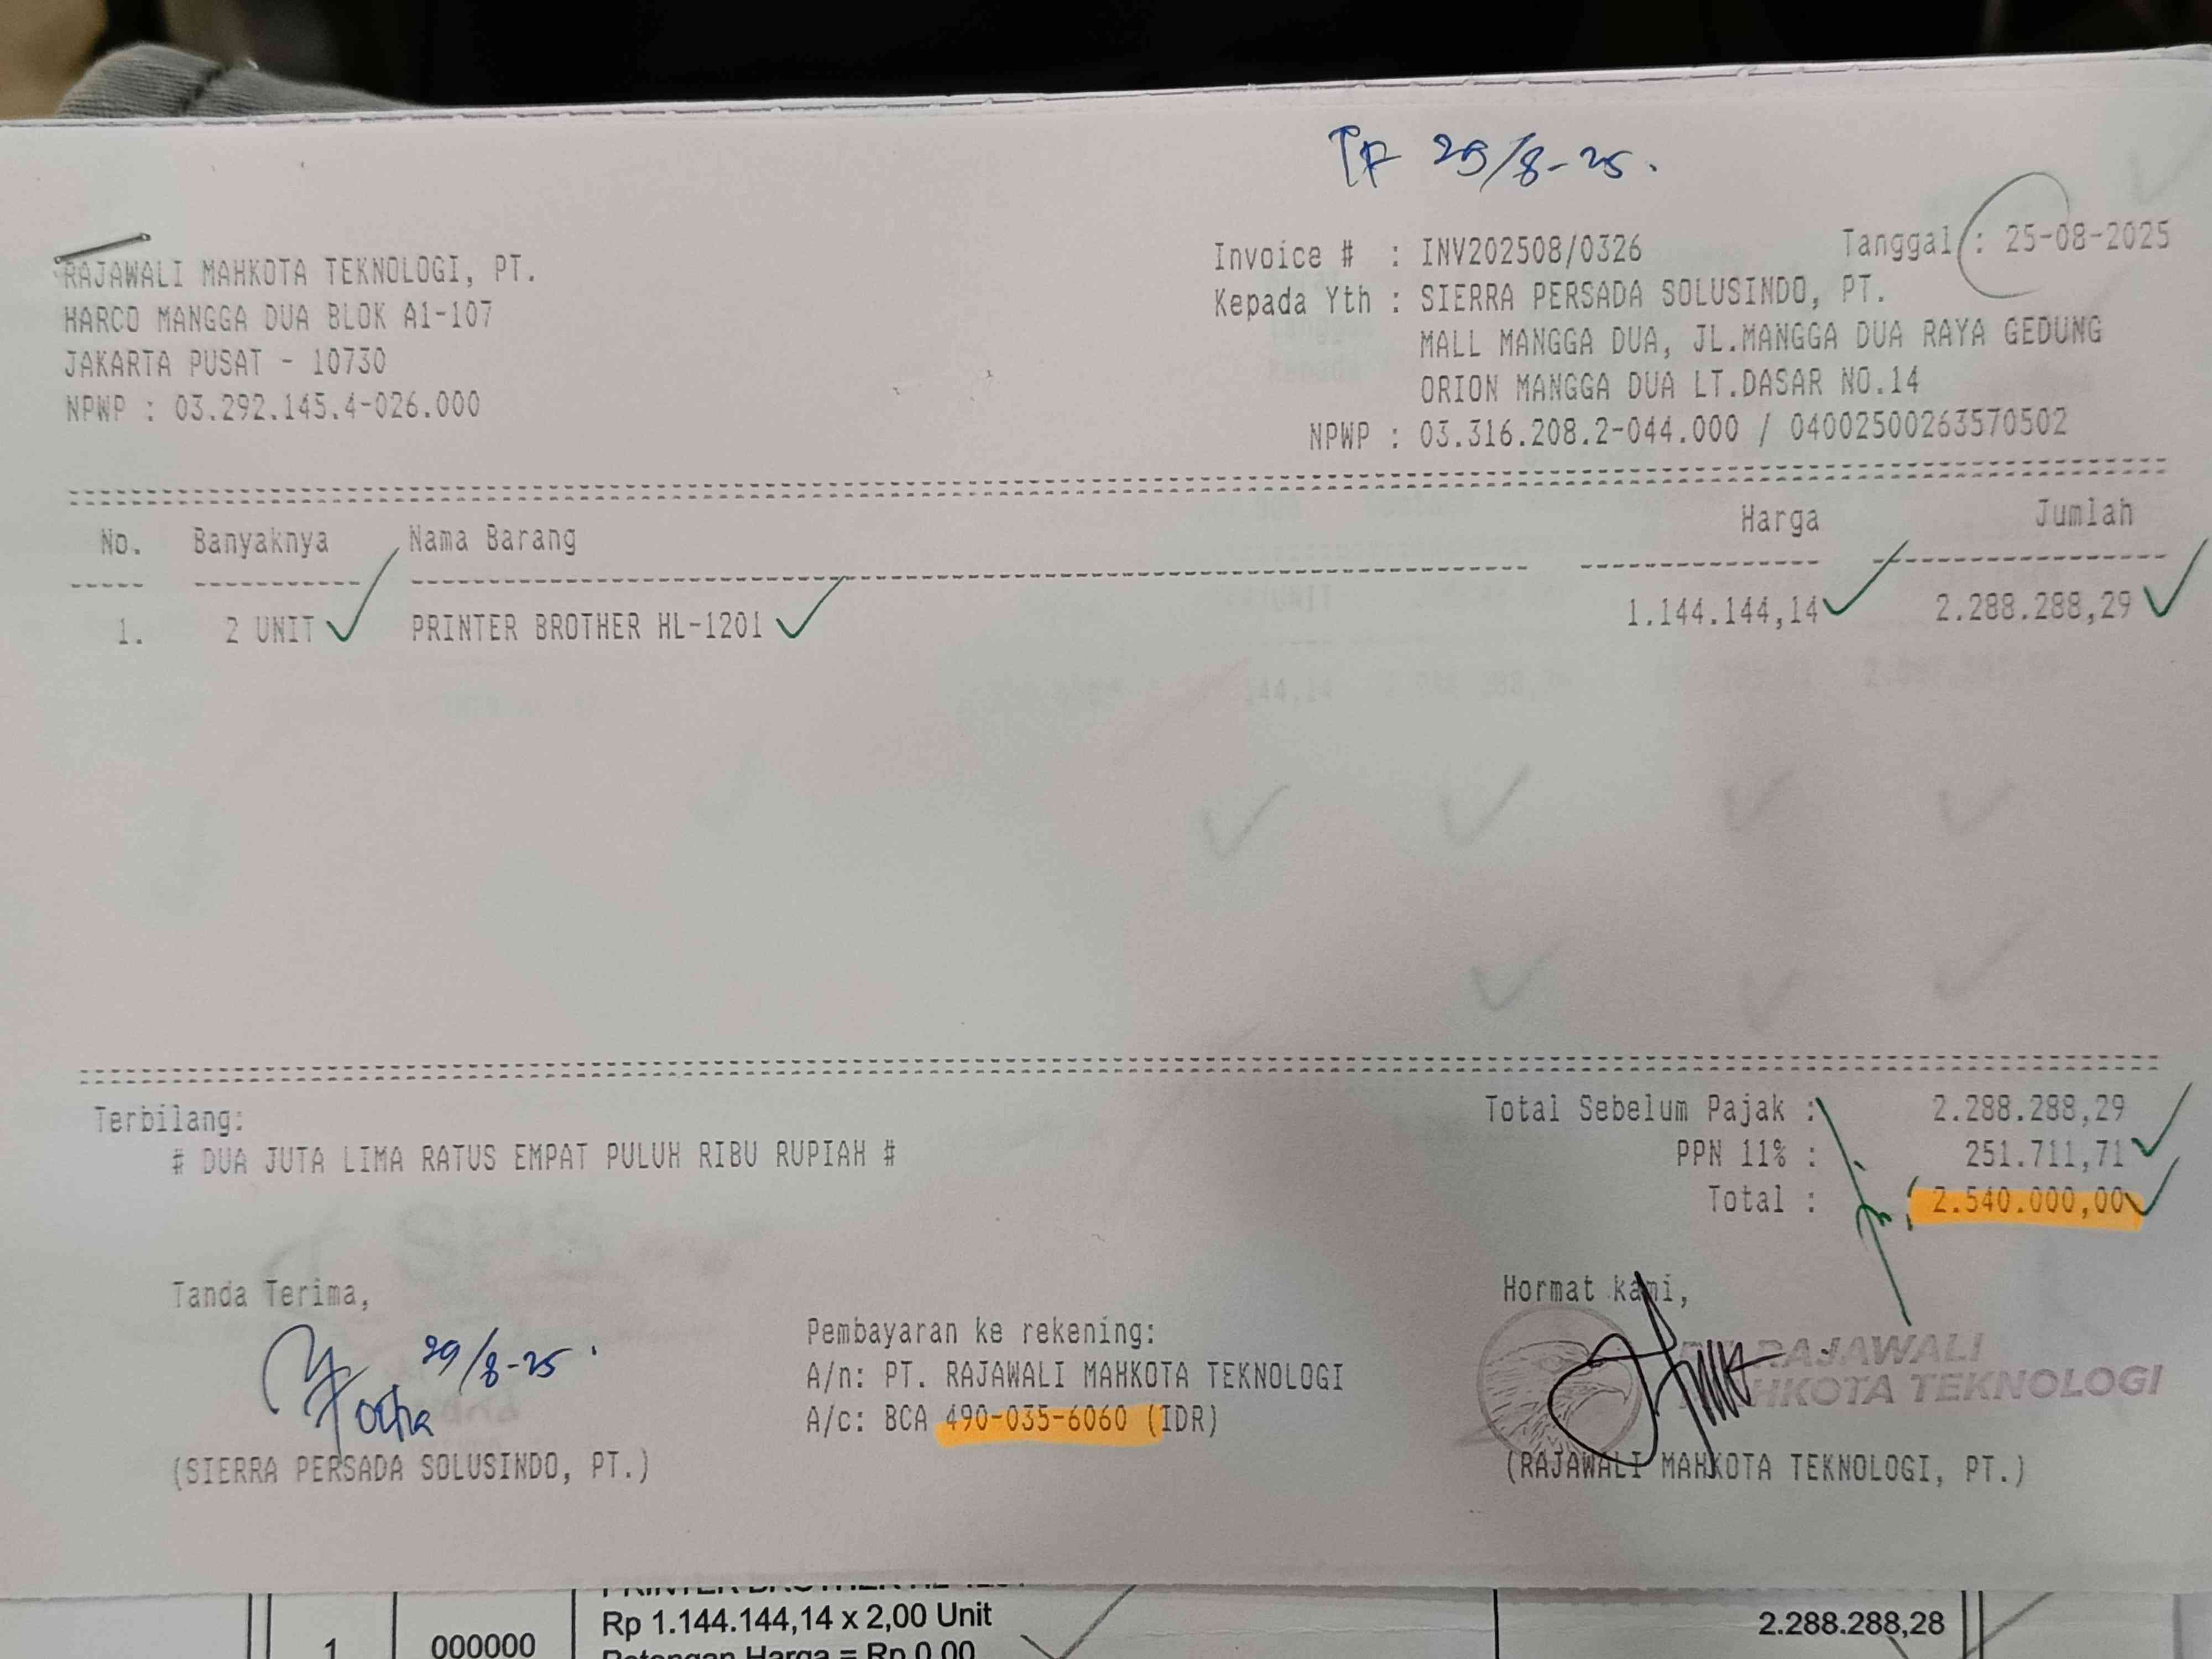 TF 29/8-25.
RAJAWALI MAHKOTA TEKNOLOGI, PT.
HARCO MANGGA DUA BLOK A1-107
JAKARTA PUSAT - 10730
NPWP : 03.292.145.4-026.000
Invoice # : INV202508/0326 Tanggal : 25-08-2025
Kepada Yth : SIERRA PERSADA SOLUSINDO, PT.
MALL MANGGA DUA, JL.MANGGA DUA RAYA GEDUNG
ORION MANGGA DUA LT.DASAR NO.14
NPWP : 03.316.208.2-044.000 / 04002500263570502
No. Banyaknya Nama Barang Harga Jumlah
1. 2 UNIT PRINTER BROTHER HL-1201 1.144.144,14 2.288.288,29
Terbilang:
# DUA JUTA LIMA RATUS EMPAT PULUH RIBU RUPIAH #
Total Sebelum Pajak : 2.288.288,29
PPN 11% : 251.711,71
Total : 2.540.000,00
Tanda Terima,
29/8-25
(SIERRA PERSADA SOLUSINDO, PT.)
Pembayaran ke rekening:
A/n: PT. RAJAWALI MAHKOTA TEKNOLOGI
A/c: BCA 490-035-6060 (IDR)
Hormat kami,
RAJAWALI
TEKNOLOGI
(RAJAWALI MAHKOTA TEKNOLOGI, PT.)
1 000000
Rp 1.144.144,14 x 2,00 Unit 2.288.288,28
Potongan Harga = Rp 0,00